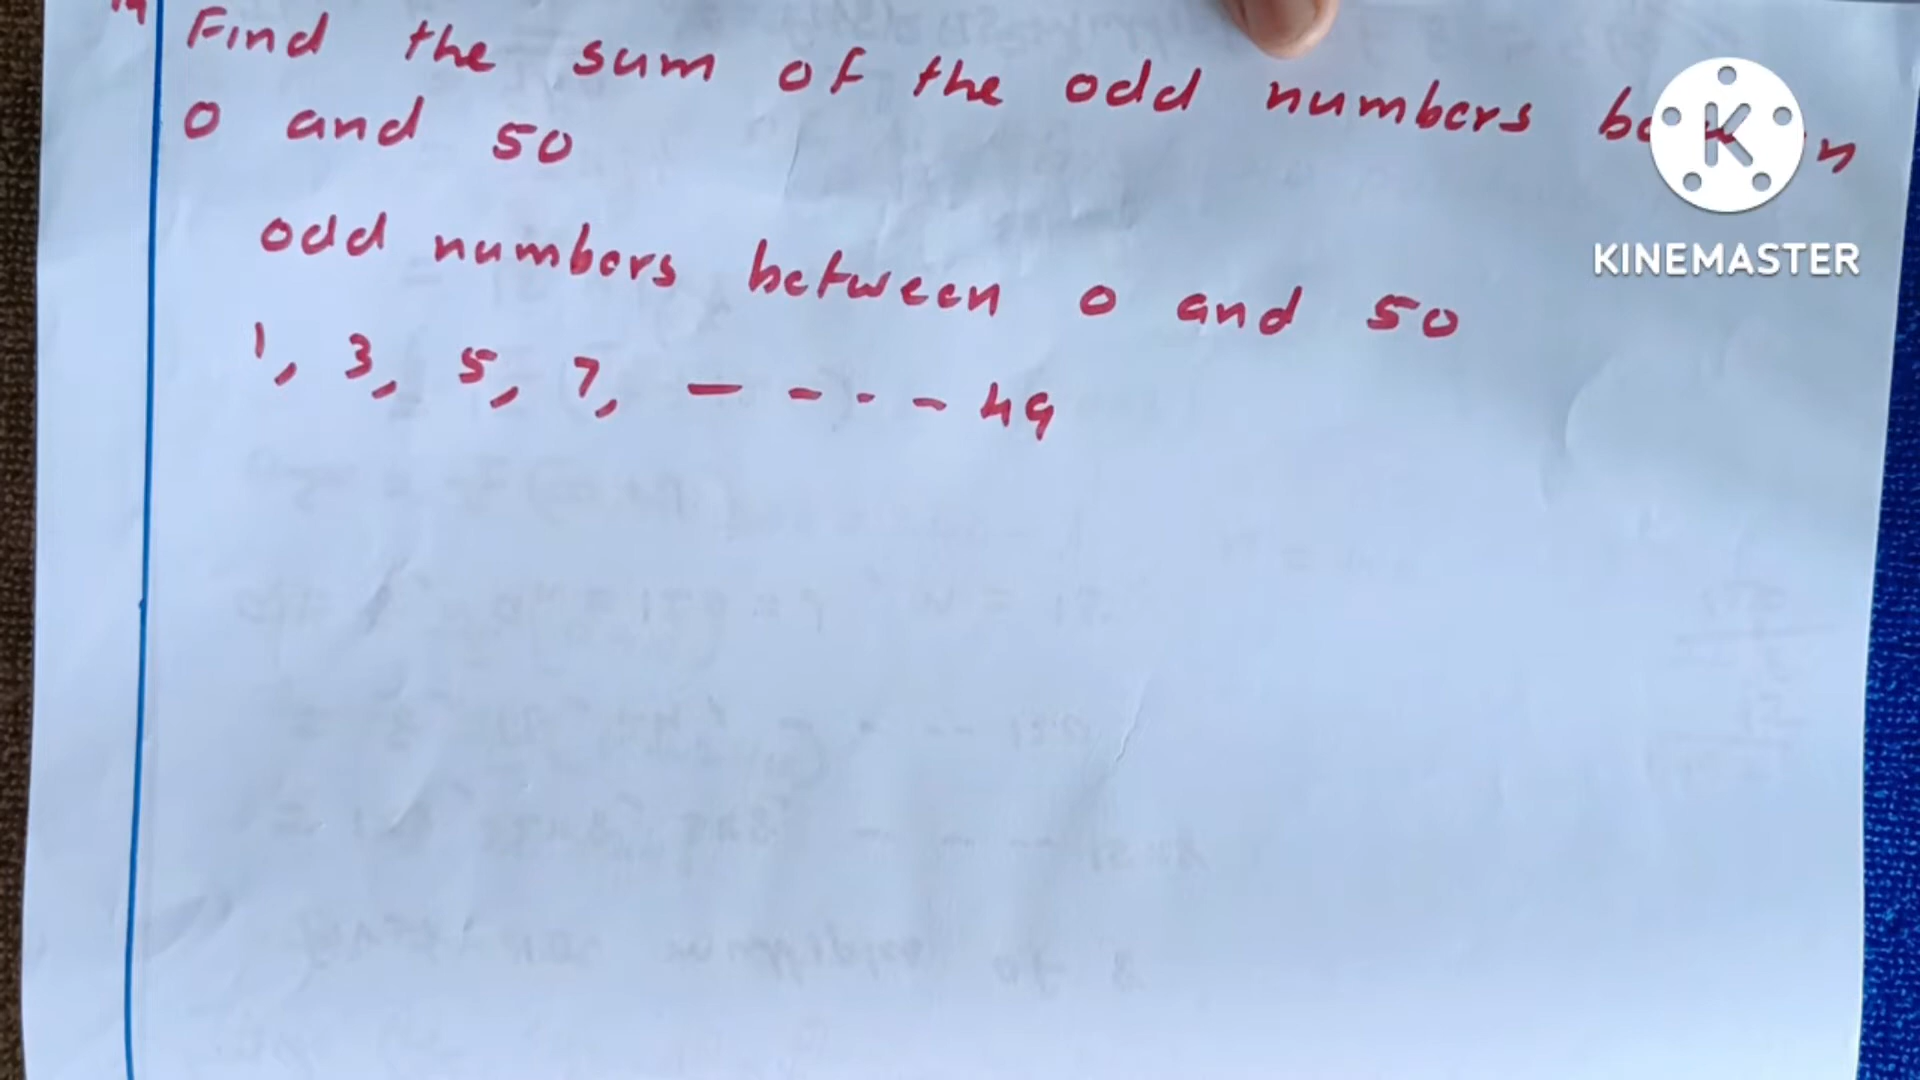 Find the sum of the odd numbers
0 and 50
odd numbers between 0 and 50
1, 3, 5, 7, - - - - 49
KINEMASTER